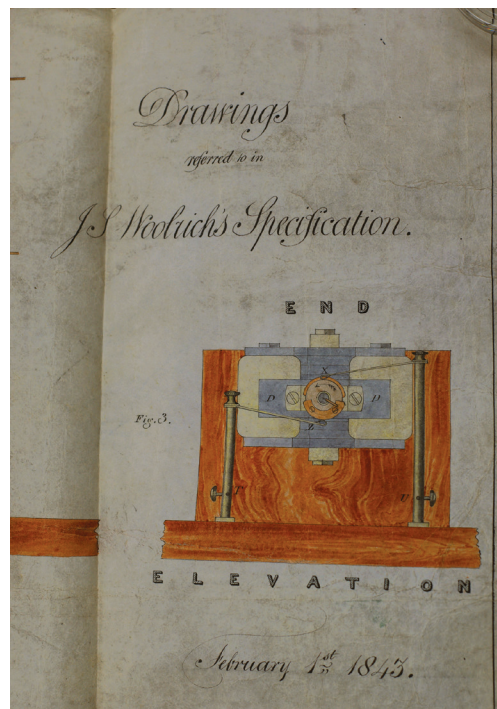 Drawings
referred to in
J S Woolrich's Specification.
END
X
D
D
Fig. 3.
Z
ELEVATION
February 1st 1843.